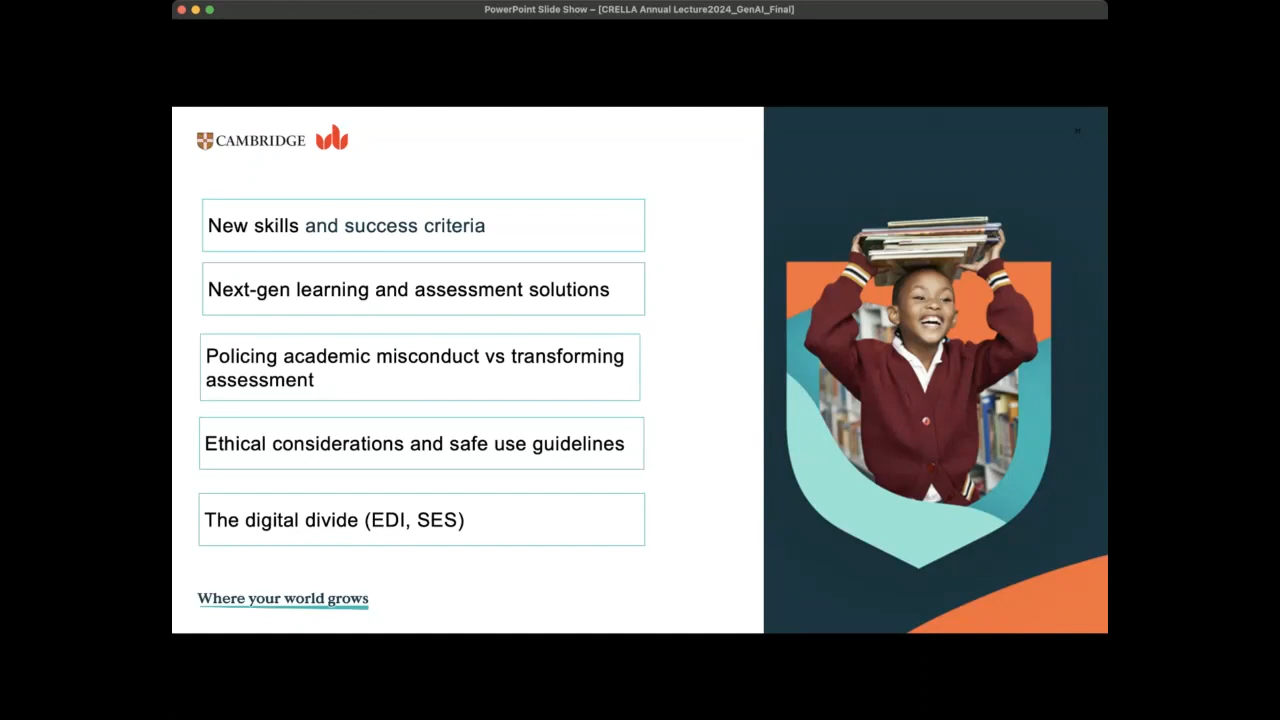 PowerPoint Slide Show – [CRELLA Annual Lecture2024_GenAI_Final]
CAMBRIDGE
New skills and success criteria
Next-gen learning and assessment solutions
Policing academic misconduct vs transforming
assessment
Ethical considerations and safe use guidelines
The digital divide (EDI, SES)
Where your world grows